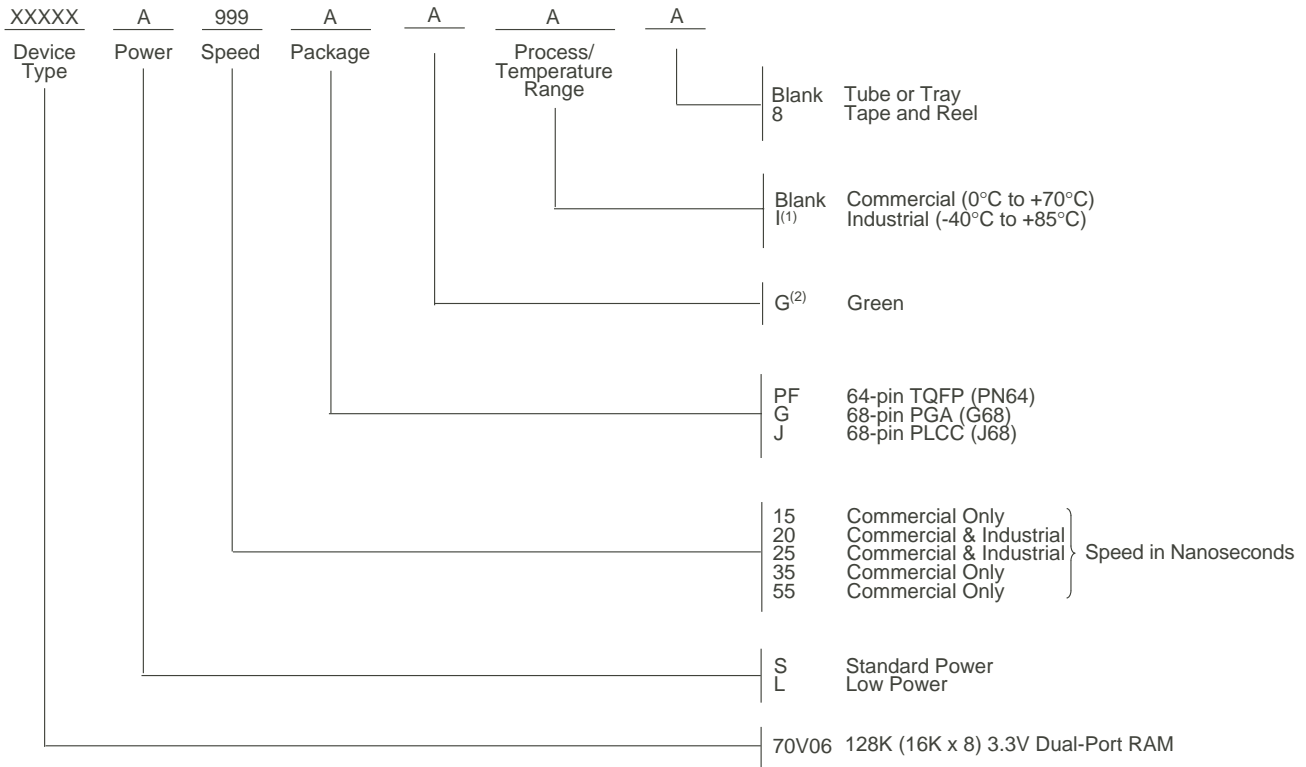 XXXXX A 999 A A A A
Device Type Power Speed Package Process/ Temperature Range
Blank Tube or Tray
8 Tape and Reel
Blank Commercial (0°C to +70°C)
I(1) Industrial (-40°C to +85°C)
G(2) Green
PF 64-pin TQFP (PN64)
G 68-pin PGA (G68)
J 68-pin PLCC (J68)
15 Commercial Only
20 Commercial & Industrial
25 Commercial & Industrial
35 Commercial Only
55 Commercial Only
Speed in Nanoseconds
S Standard Power
L Low Power
70V06 128K (16K x 8) 3.3V Dual-Port RAM